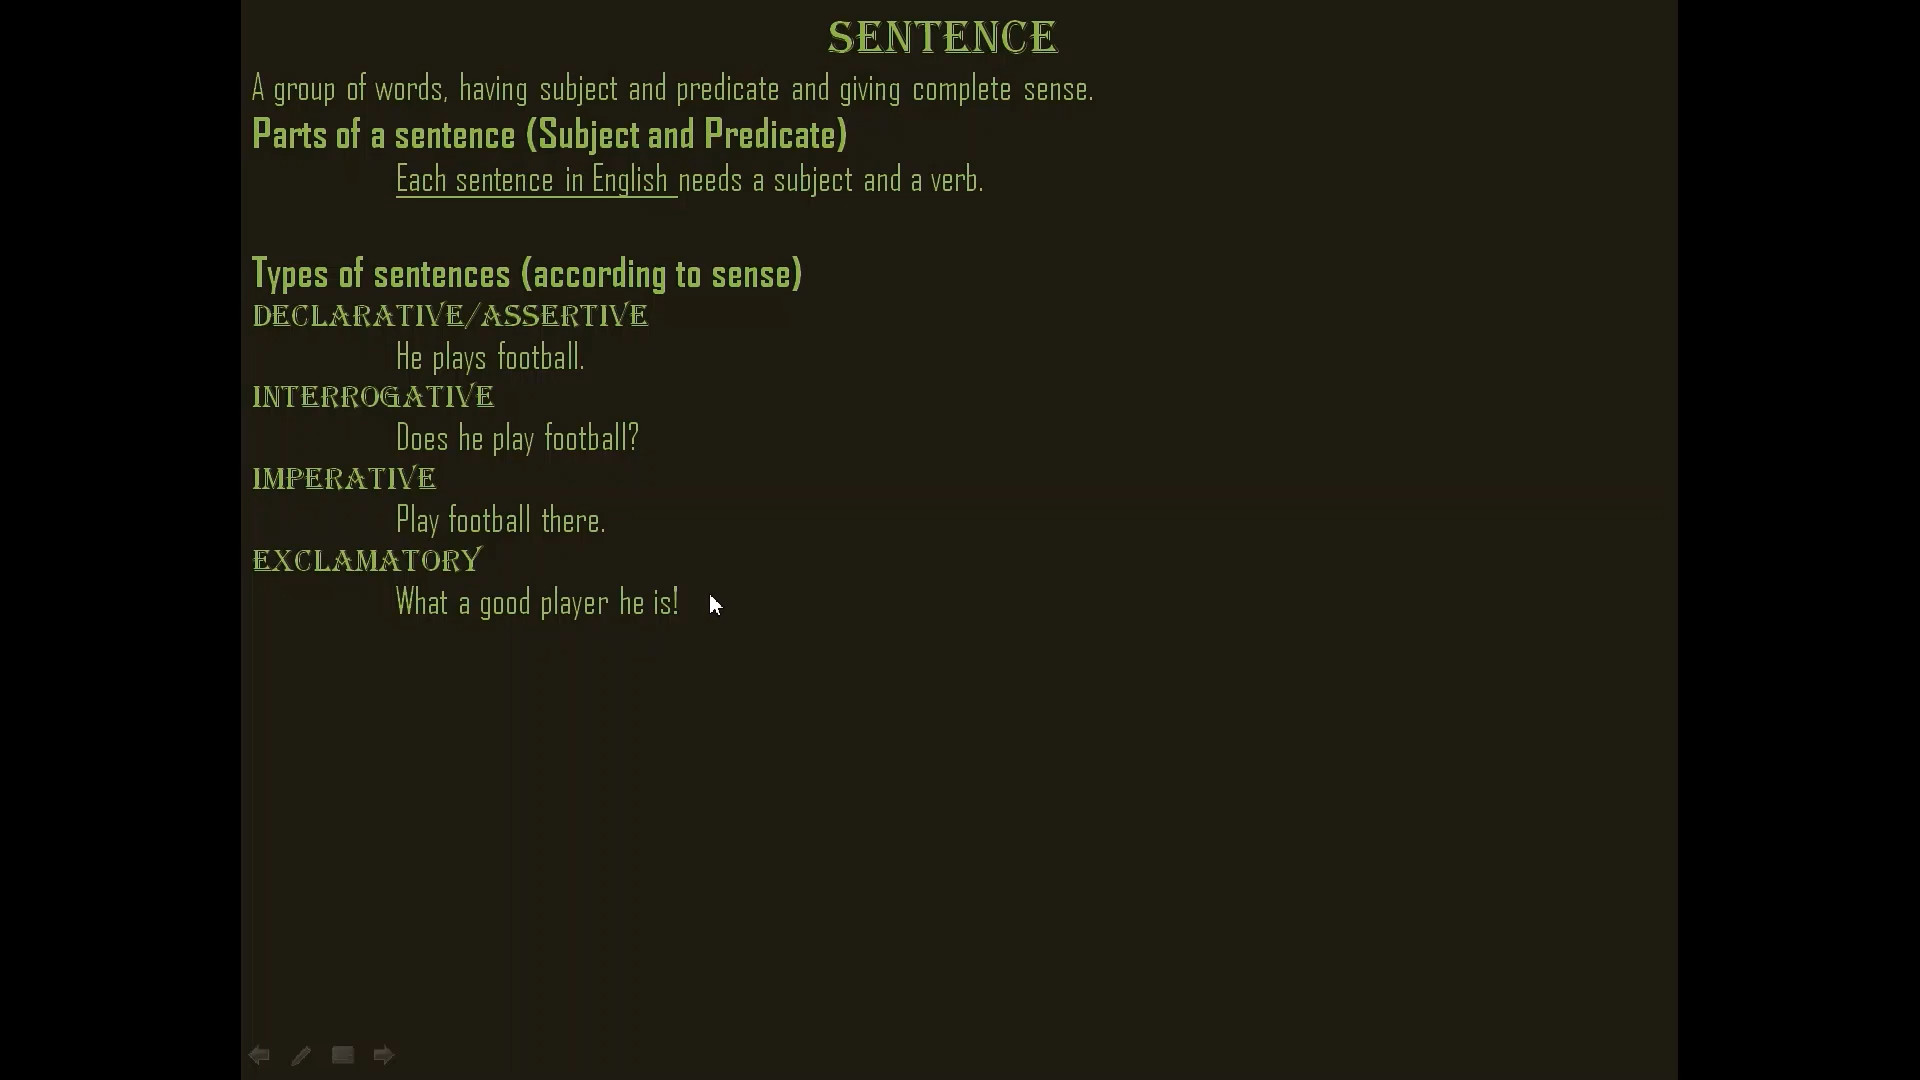 SENTENCE
A group of words, having subject and predicate and giving complete sense.
Parts of a sentence (Subject and Predicate)
Each sentence in English needs a subject and a verb.
Types of sentences (according to sense)
DECLARATIVE/ASSERTIVE
He plays football.
INTERROGATIVE
Does he play football?
IMPERATIVE
Play football there.
EXCLAMATORY
What a good player he is!